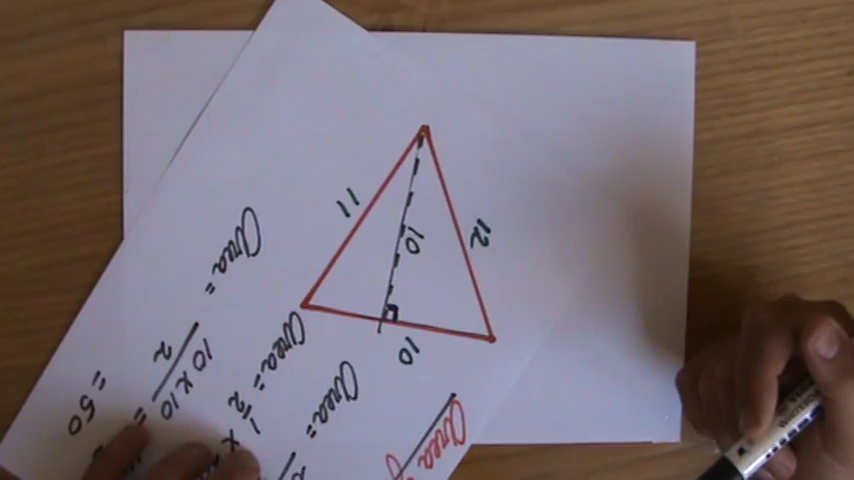 Area
12
10
10
11
Area =
Area = 1/2 ×
Area = 10 × 10 / 2 =
= 50